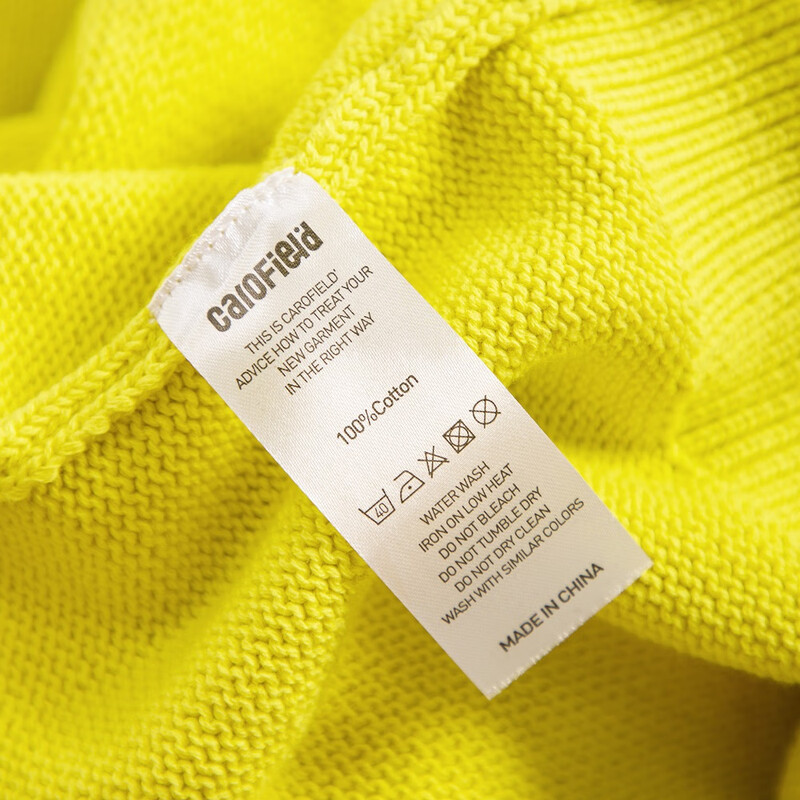 caroField
THIS IS CAROFIELD'
ADVICE HOW TO TREAT YOUR
NEW GARMENT
IN THE RIGHT WAY
100%Cotton
40
WATER WASH
IRON ON LOW HEAT
DO NOT BLEACH
DO NOT TUMBLE DRY
DO NOT DRY CLEAN
WASH WITH SIMILAR COLORS
MADE IN CHINA